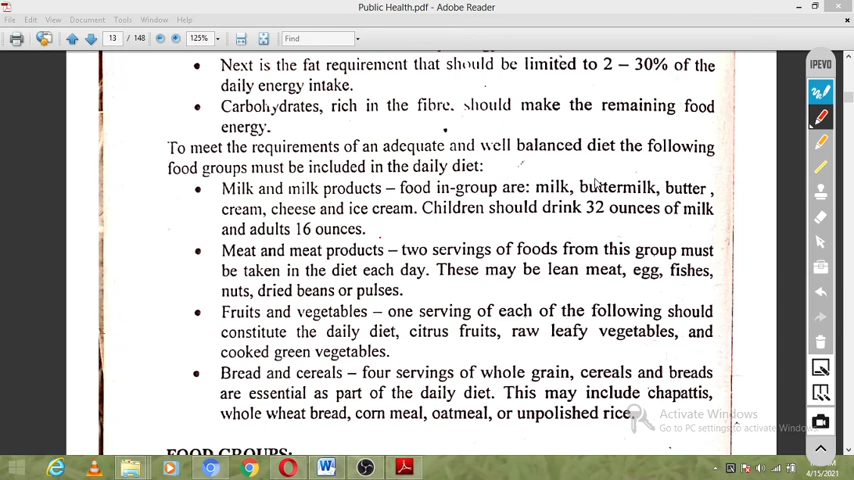 Public Health.pdf - Adobe Reader
File Edit View Document Tools Window Help
13 / 148 125% Find
Next is the fat requirement that should be limited to 2 – 30% of the
daily energy intake.
Carbohydrates, rich in the fibre. should make the remaining food
energy.
To meet the requirements of an adequate and well balanced diet the following
food groups must be included in the daily diet:
Milk and milk products – food in-group are: milk, buttermilk, butter ,
cream, cheese and ice cream. Children should drink 32 ounces of milk
and adults 16 ounces.
Meat and meat products – two servings of foods from this group must
be taken in the diet each day. These may be lean meat, egg, fishes,
nuts, dried beans or pulses.
Fruits and vegetables – one serving of each of the following should
constitute the daily diet, citrus fruits, raw leafy vegetables, and
cooked green vegetables.
Bread and cereals – four servings of whole grain, cereals and breads
are essential as part of the daily diet. This may include chapattis,
whole wheat bread, corn meal, oatmeal, or unpolished rice.
FOOD GROUPS:
IPEVO
Activate Windows
Go to PC settings to activate Windows.
4/15/2021